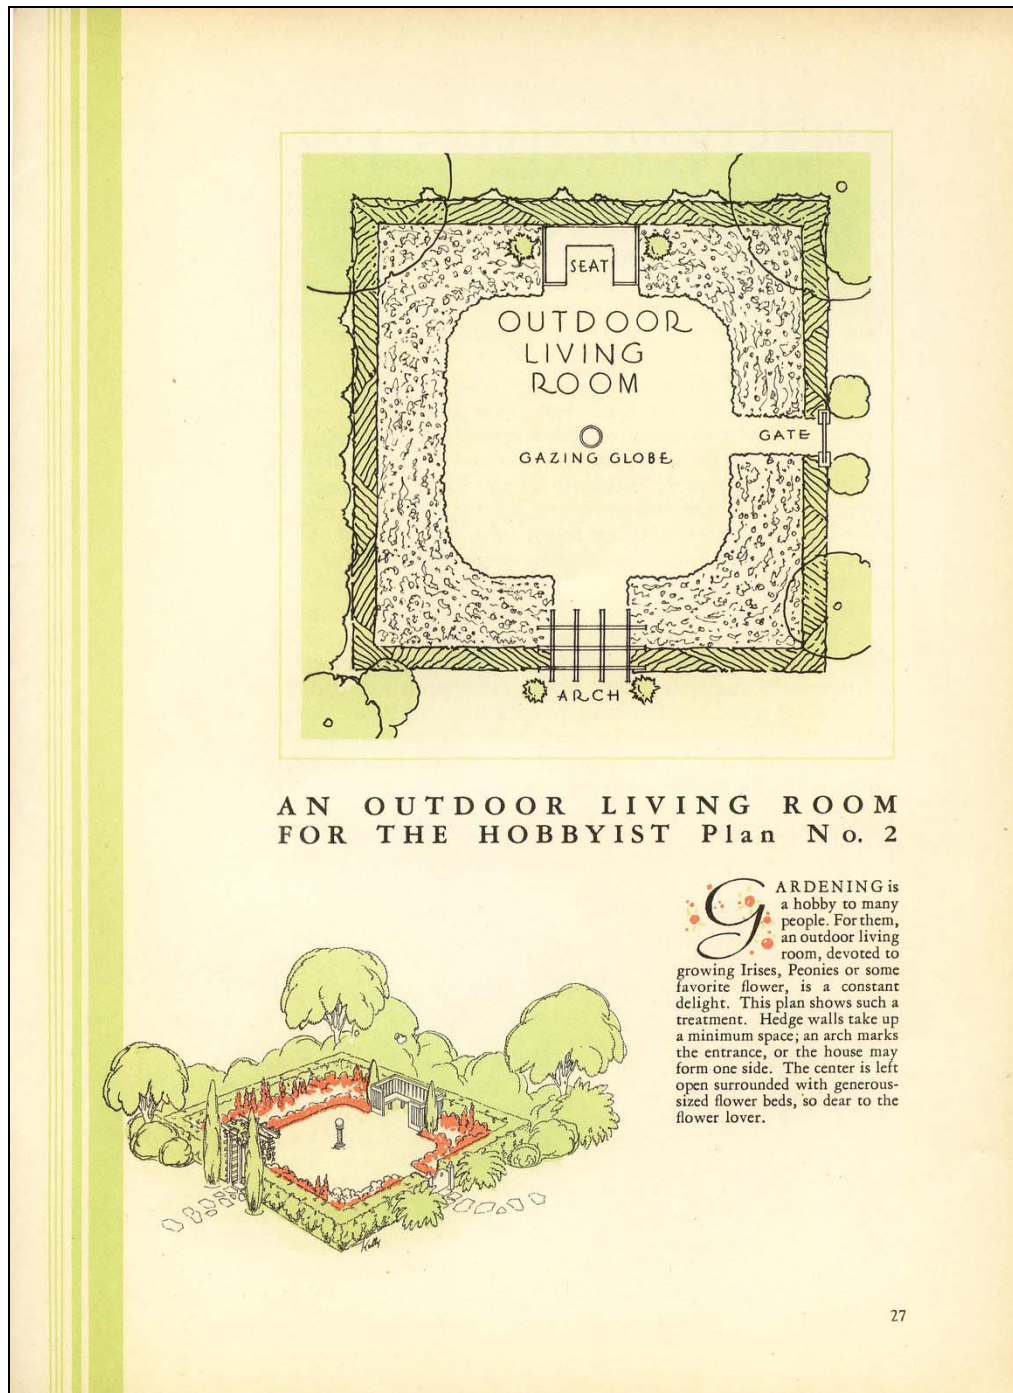 SEAT
OUTDOOR
LIVING
ROOM
GATE
GAZING GLOBE
ARCH
AN OUTDOOR LIVING ROOM
FOR THE HOBBYIST Plan No. 2
GARDENING is
a hobby to many
people. For them,
an outdoor living
room, devoted to
growing Irises, Peonies or some
favorite flower, is a constant
delight. This plan shows such a
treatment. Hedge walls take up
a minimum space; an arch marks
the entrance, or the house may
form one side. The center is left
open surrounded with generous-
sized flower beds, so dear to the
flower lover.
Kelly
27